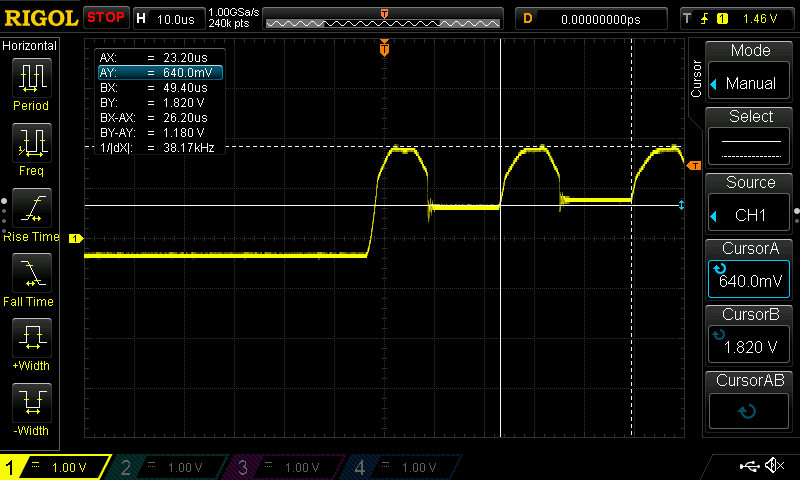 RIGOL STOP H 10.0us 1.00GSa/s 240k pts D 0.00000000ps T 1 1.46 V
Horizontal
Period
Freq
Rise Time
Fall Time
+Width
-Width
T
T
AX: = 23.20us
AY: = 640.0mV
BX: = 49.40us
BY: = 1.820 V
BX-AX: = 26.20us
BY-AY: = 1.180 V
1/|dX|: = 38.17kHz
T
1
Cursor
Mode
Manual
Select
Source
CH1
CursorA
640.0mV
CursorB
1.820 V
CursorAB
1 = 1.00 V
2 = 1.00 V
3 = 1.00 V
4 = 1.00 V